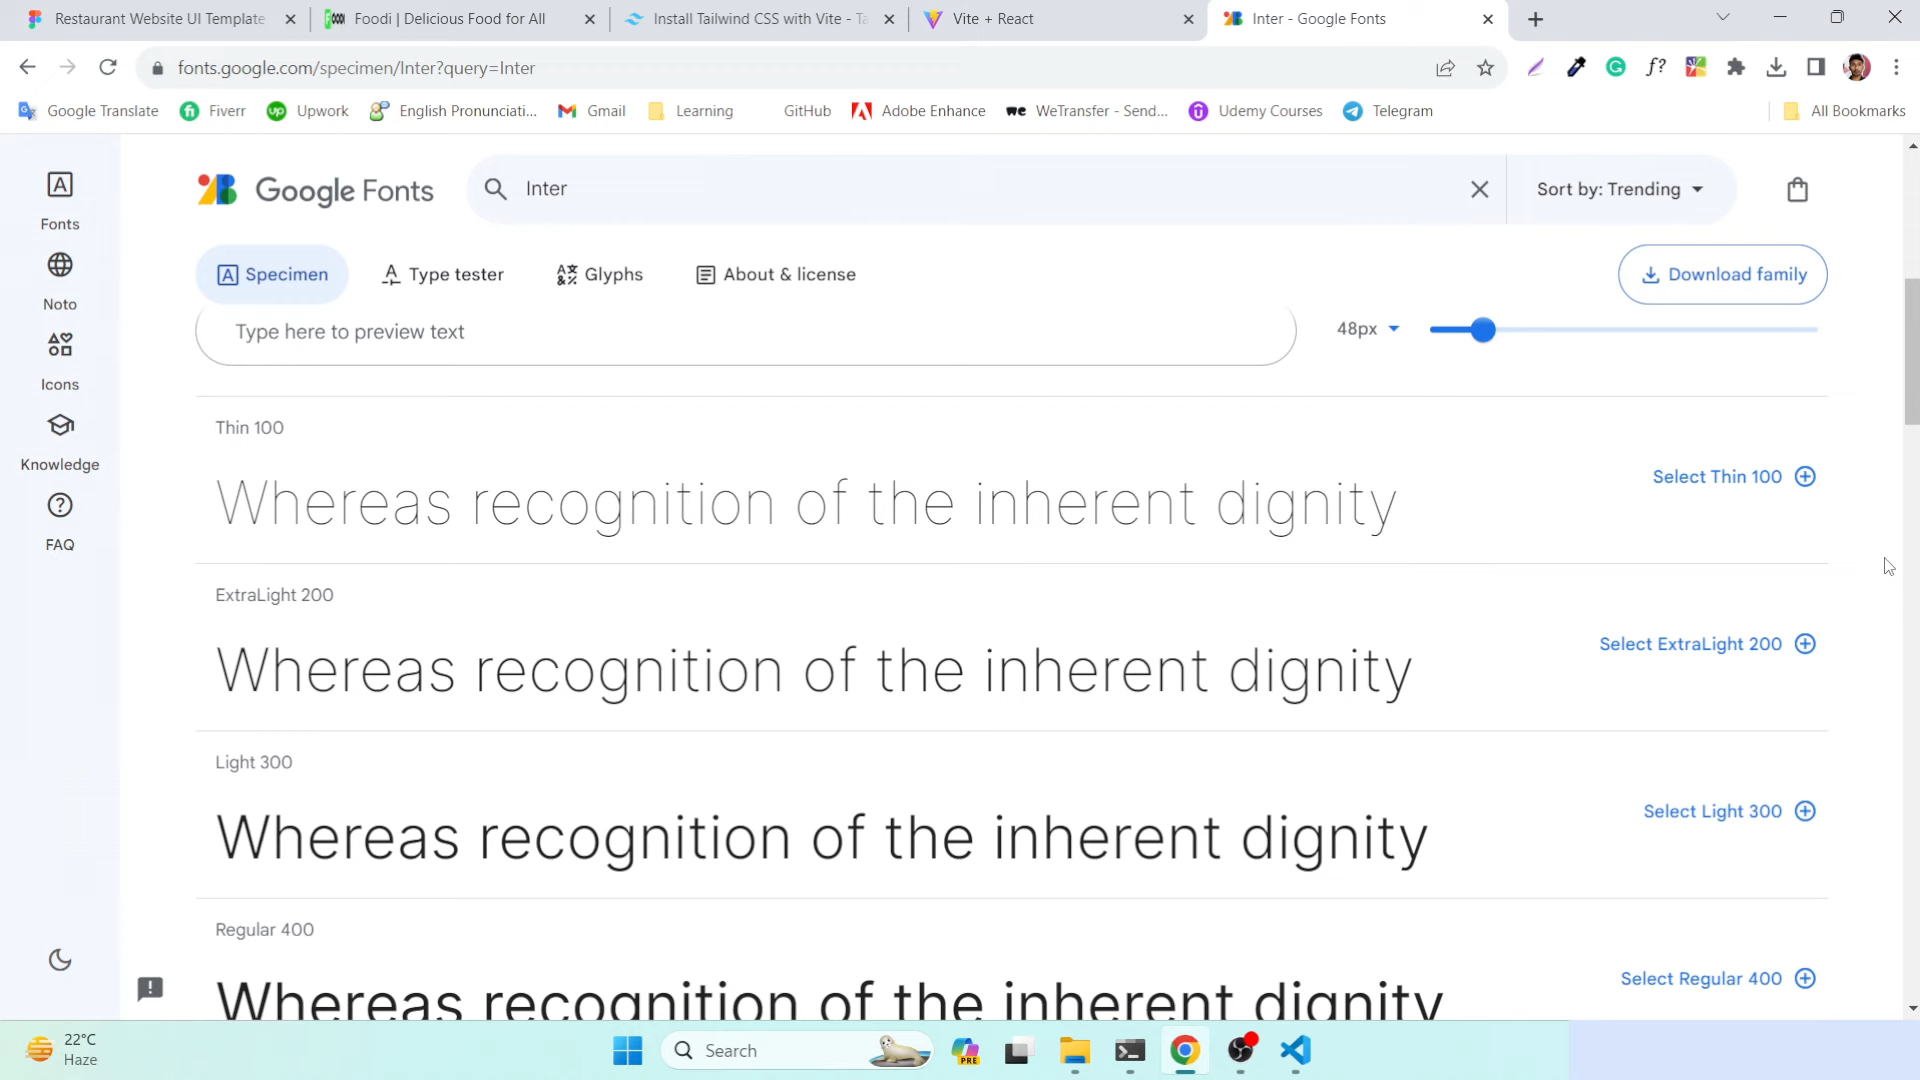 Restaurant Website UI Template
Foodi | Delicious Food for All
Install Tailwind CSS with Vite - Ta
Vite + React
Inter - Google Fonts
fonts.google.com/specimen/Inter?query=Inter
f?
Google Translate
Fiverr
Upwork
English Pronunciati...
Gmail
Learning
GitHub
Adobe Enhance
WeTransfer - Send...
Udemy Courses
Telegram
All Bookmarks
Google Fonts
Inter
Sort by: Trending
Fonts
Noto
Icons
Knowledge
FAQ
Specimen
Type tester
Glyphs
About & license
Download family
Type here to preview text
48px
Thin 100
Whereas recognition of the inherent dignity
Select Thin 100
ExtraLight 200
Whereas recognition of the inherent dignity
Select ExtraLight 200
Light 300
Whereas recognition of the inherent dignity
Select Light 300
Regular 400
Whereas recognition of the inherent dignity
Select Regular 400
22°C
Haze
Search
PRE